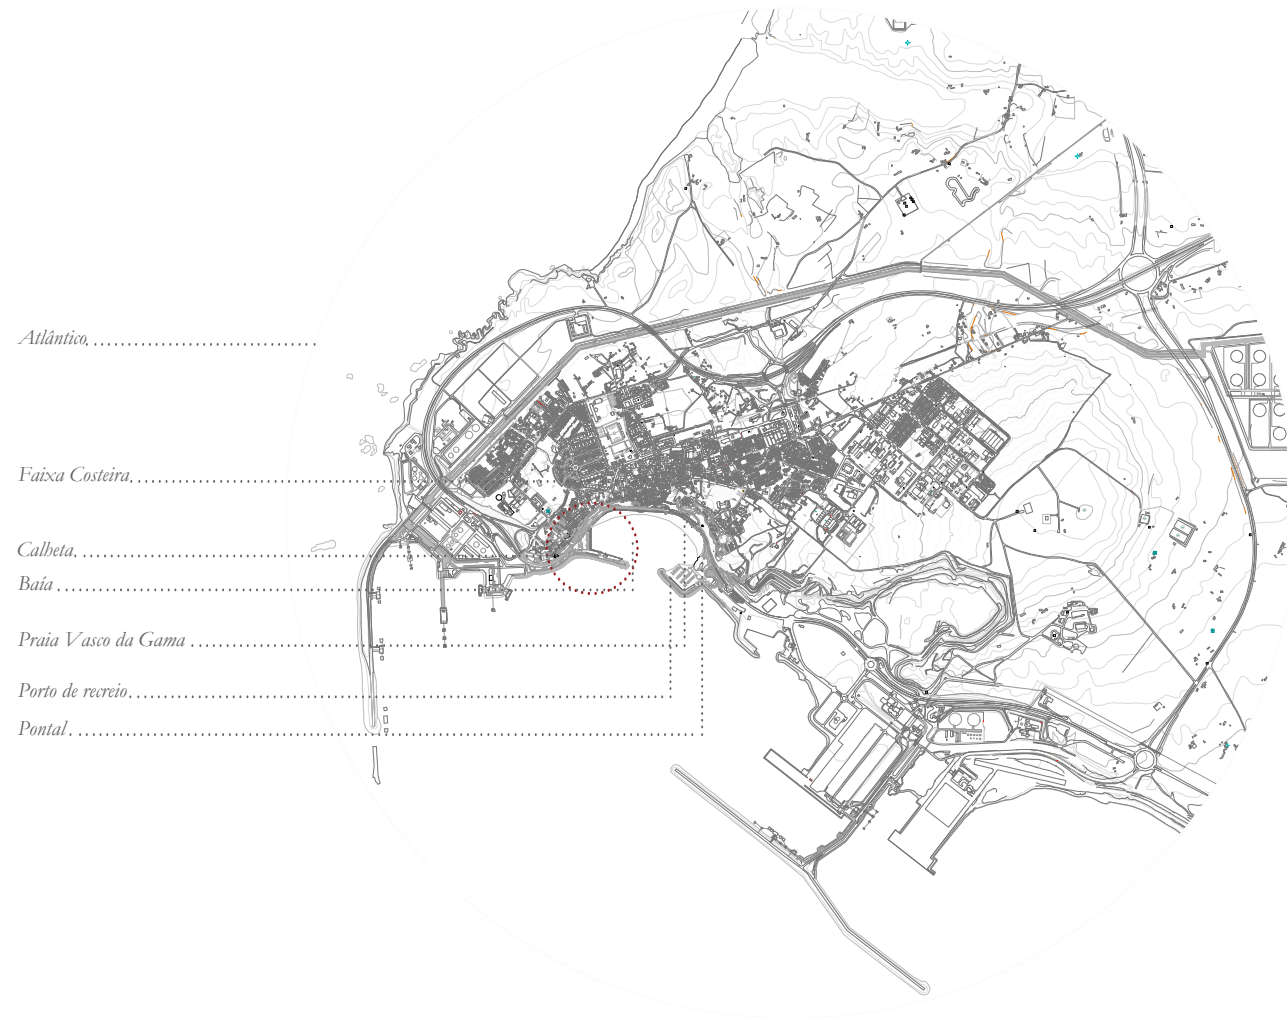 Atlântico
Faixa Costeira
Calheta
Baía
Praia Vasco da Gama
Porto de recreio
Pontal